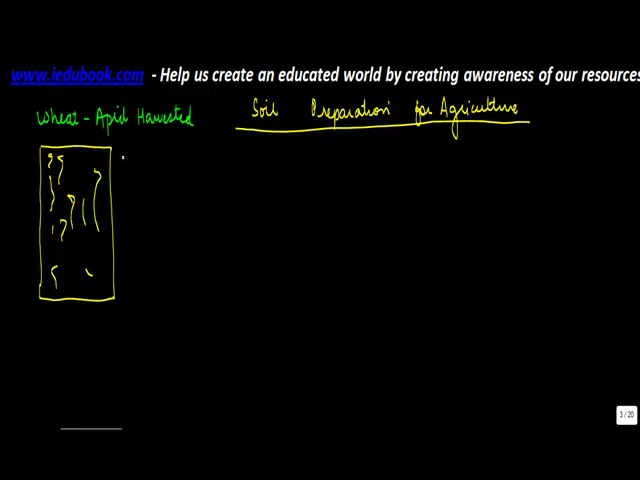 www.iedubook.com - Help us create an educated world by creating awareness of our resources
Soil Preparation for Agriculture
Wheat - April Harvested
3 / 20